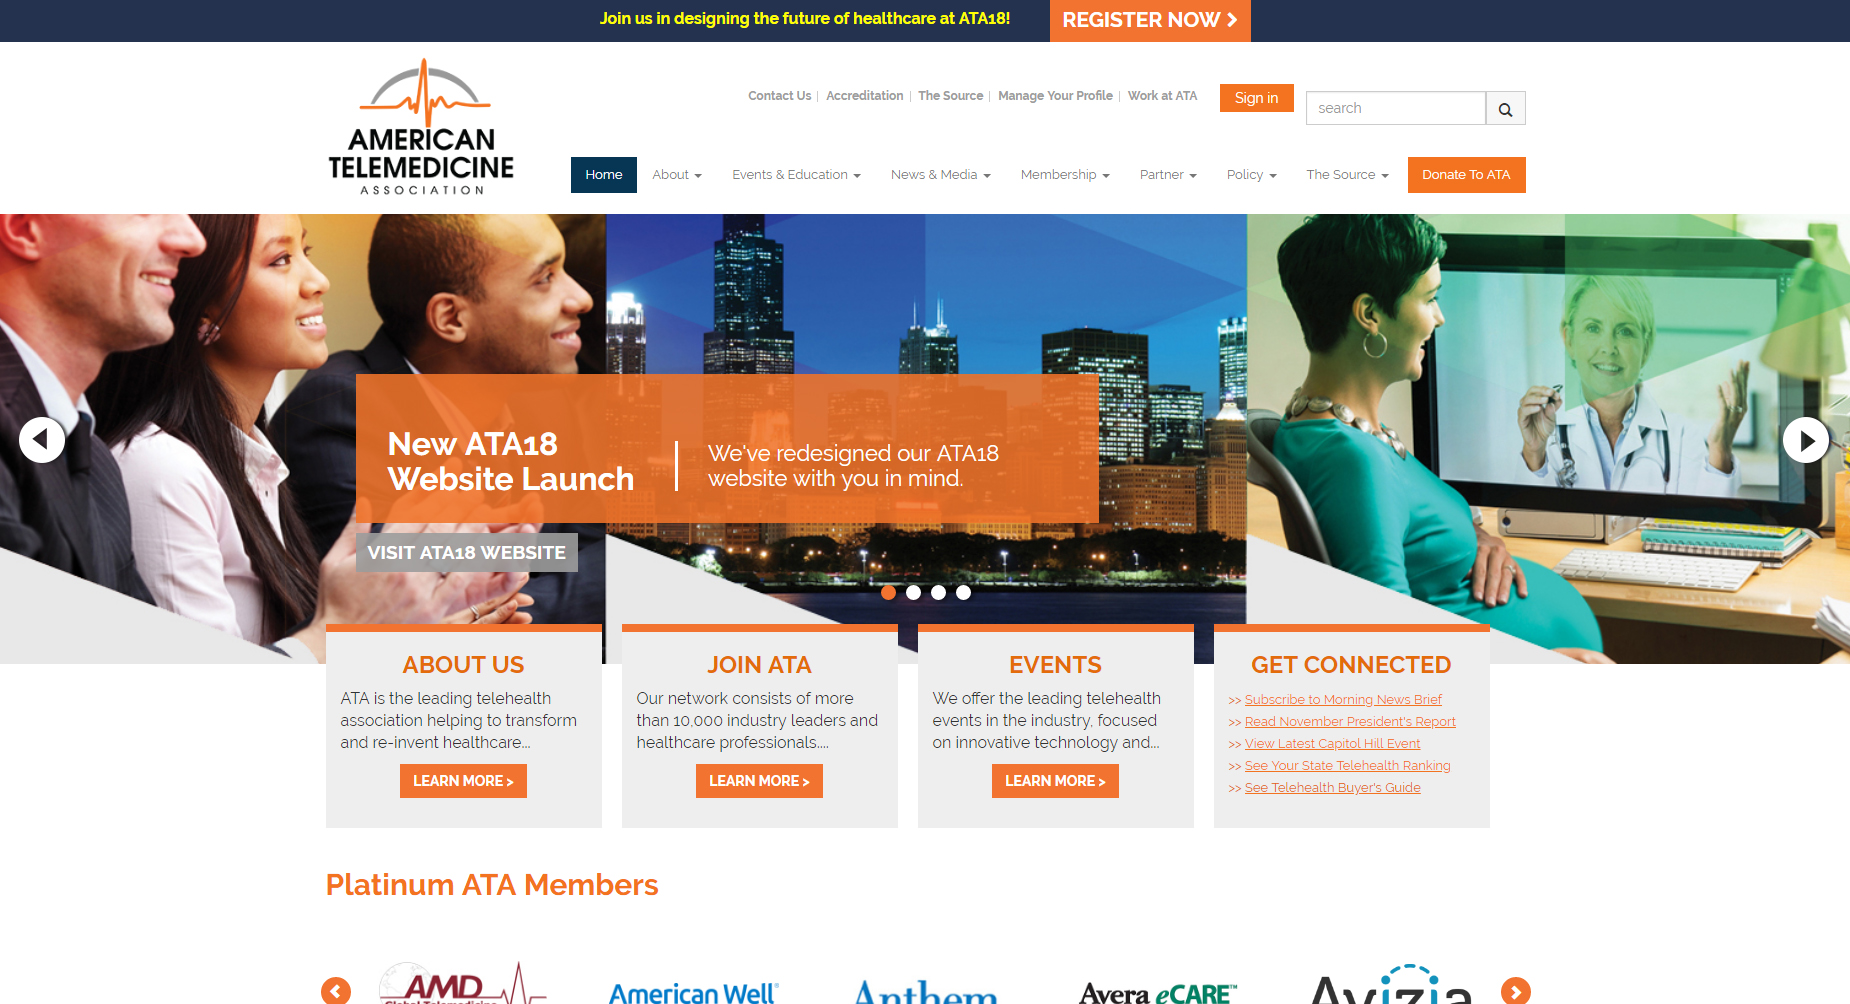 Join us in designing the future of healthcare at ATA18!
REGISTER NOW >
AMERICAN
TELEMEDICINE
ASSOCIATION
Contact Us | Accreditation | The Source | Manage Your Profile | Work at ATA
Sign in
search
Home
About
Events & Education
News & Media
Membership
Partner
Policy
The Source
Donate To ATA
New ATA18
Website Launch
We've redesigned our ATA18
website with you in mind.
VISIT ATA18 WEBSITE
ABOUT US
ATA is the leading telehealth
association helping to transform
and re-invent healthcare...
LEARN MORE >
JOIN ATA
Our network consists of more
than 10,000 industry leaders and
healthcare professionals....
LEARN MORE >
EVENTS
We offer the leading telehealth
events in the industry, focused
on innovative technology and...
LEARN MORE >
GET CONNECTED
>> Subscribe to Morning News Brief
>> Read November President's Report
>> View Latest Capitol Hill Event
>> See Your State Telehealth Ranking
>> See Telehealth Buyer's Guide
Platinum ATA Members
AMD
Global Telemedicine
American Well®
Anthem
Avera eCARE™
Avizia